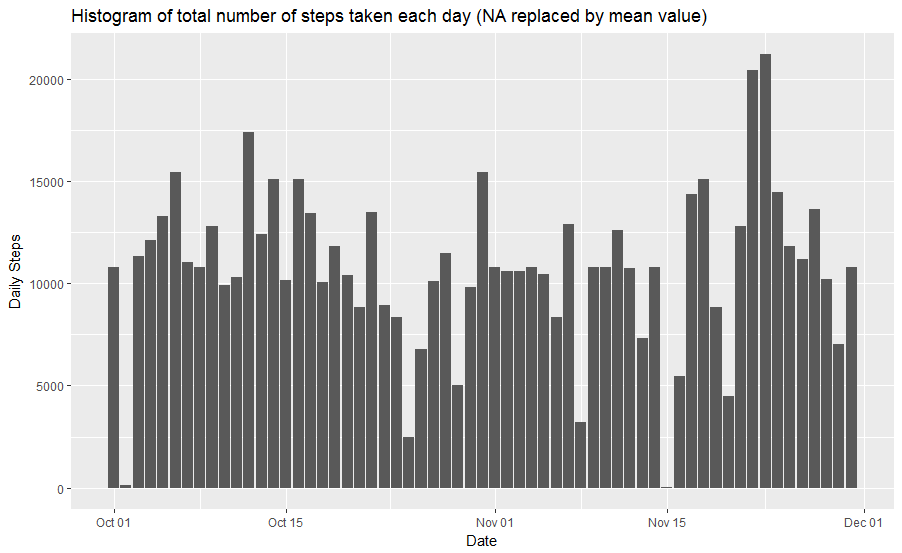 Histogram of total number of steps taken each day (NA replaced by mean value)
20000
15000
10000
5000
0
Daily Steps
Oct 01 Oct 15 Nov 01 Nov 15 Dec 01
Date